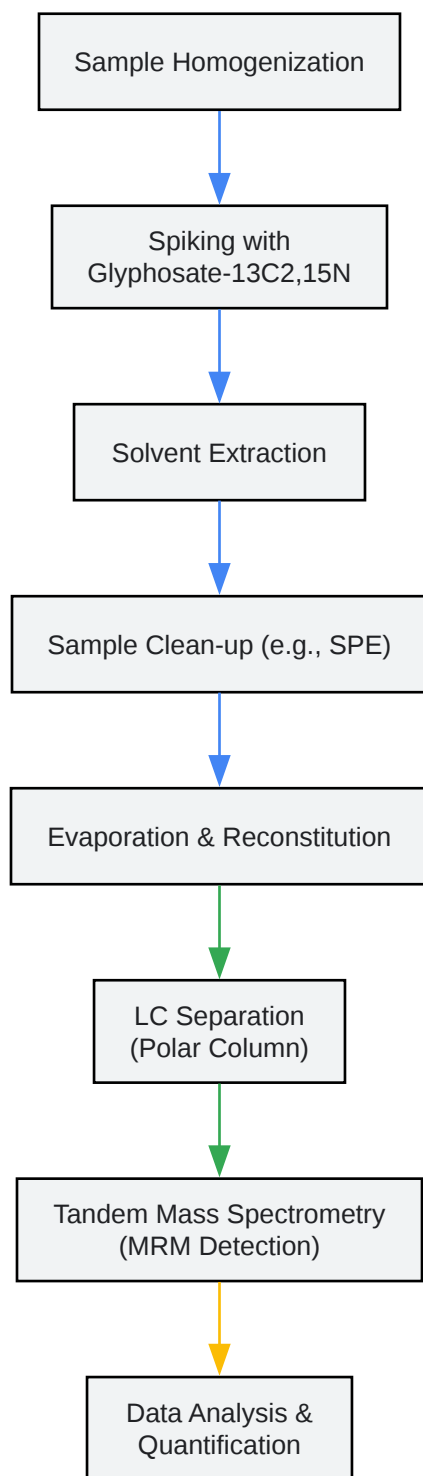 Sample Homogenization
Spiking with
Glyphosate-13C2,15N
Solvent Extraction
Sample Clean-up (e.g., SPE)
Evaporation & Reconstitution
LC Separation
(Polar Column)
Tandem Mass Spectrometry
(MRM Detection)
Data Analysis &
Quantification